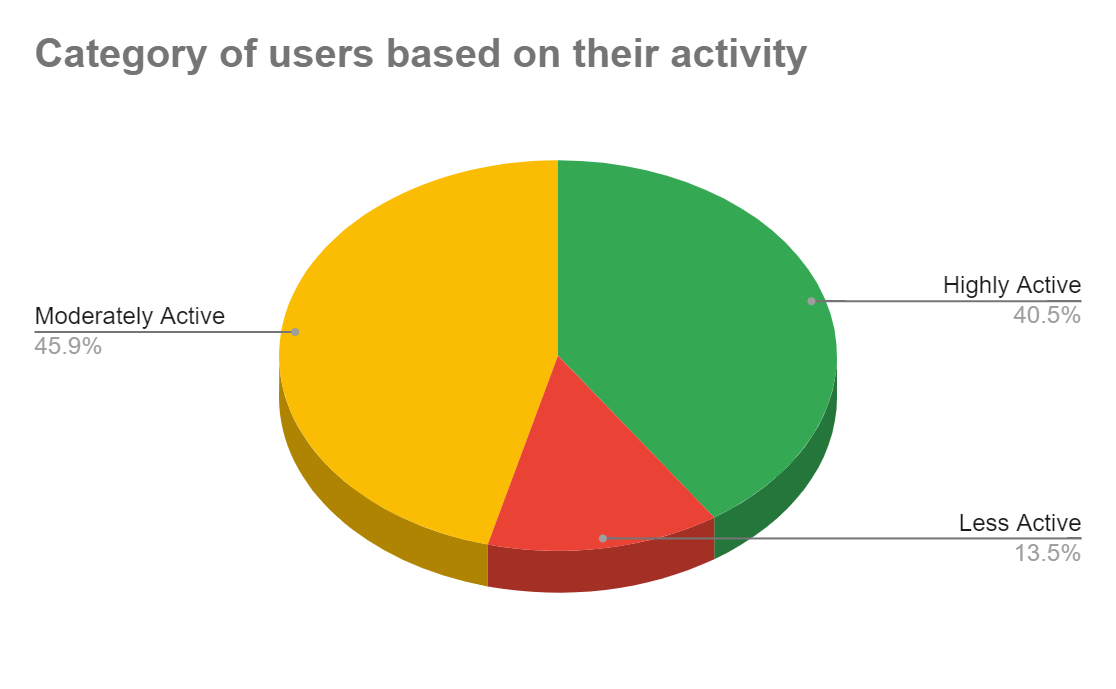 Category of users based on their activity
Highly Active
40.5%
Moderately Active
45.9%
Less Active
13.5%